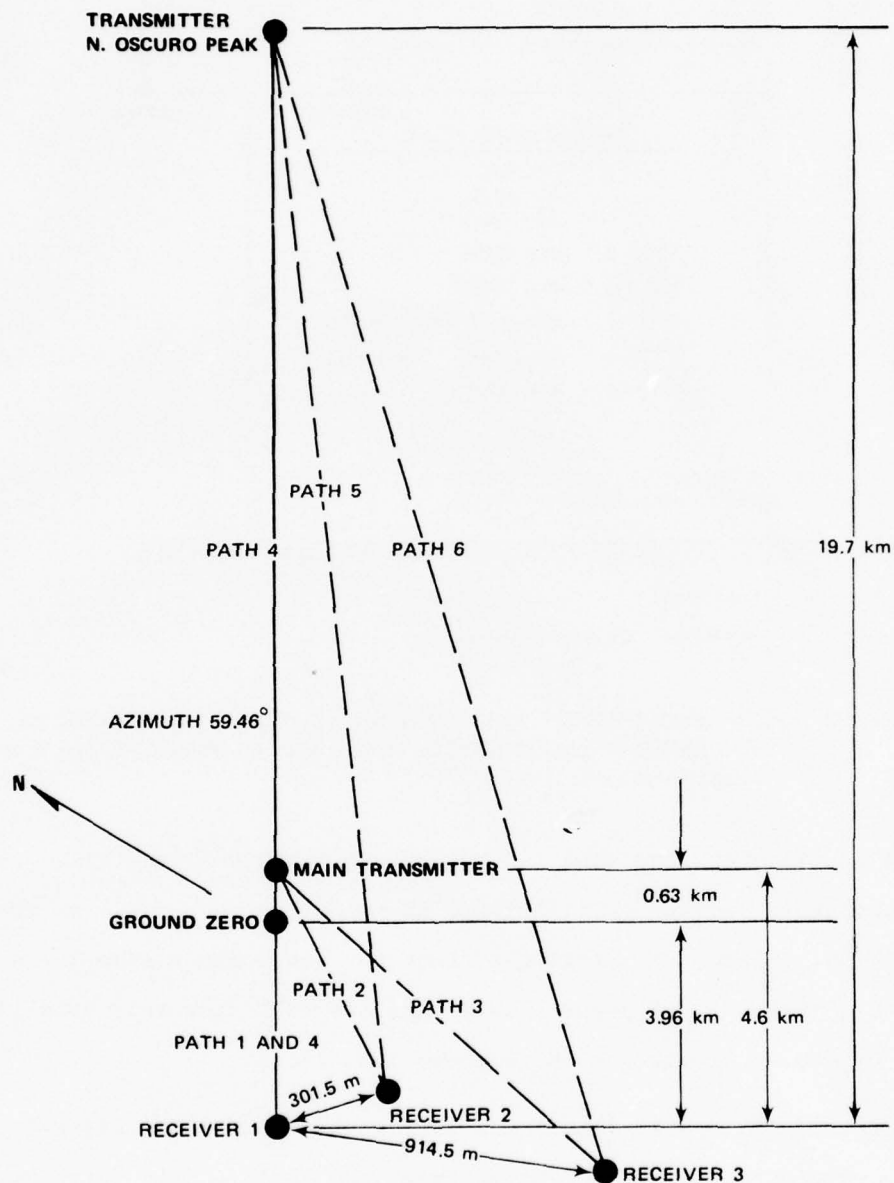 TRANSMITTER
N. OSCURO PEAK
PATH 5
PATH 4
PATH 6
19.7 km
AZIMUTH 59.46°
N
MAIN TRANSMITTER
0.63 km
GROUND ZERO
PATH 2
PATH 3
3.96 km
4.6 km
PATH 1 AND 4
301.5 m
RECEIVER 2
RECEIVER 1
914.5 m
RECEIVER 3